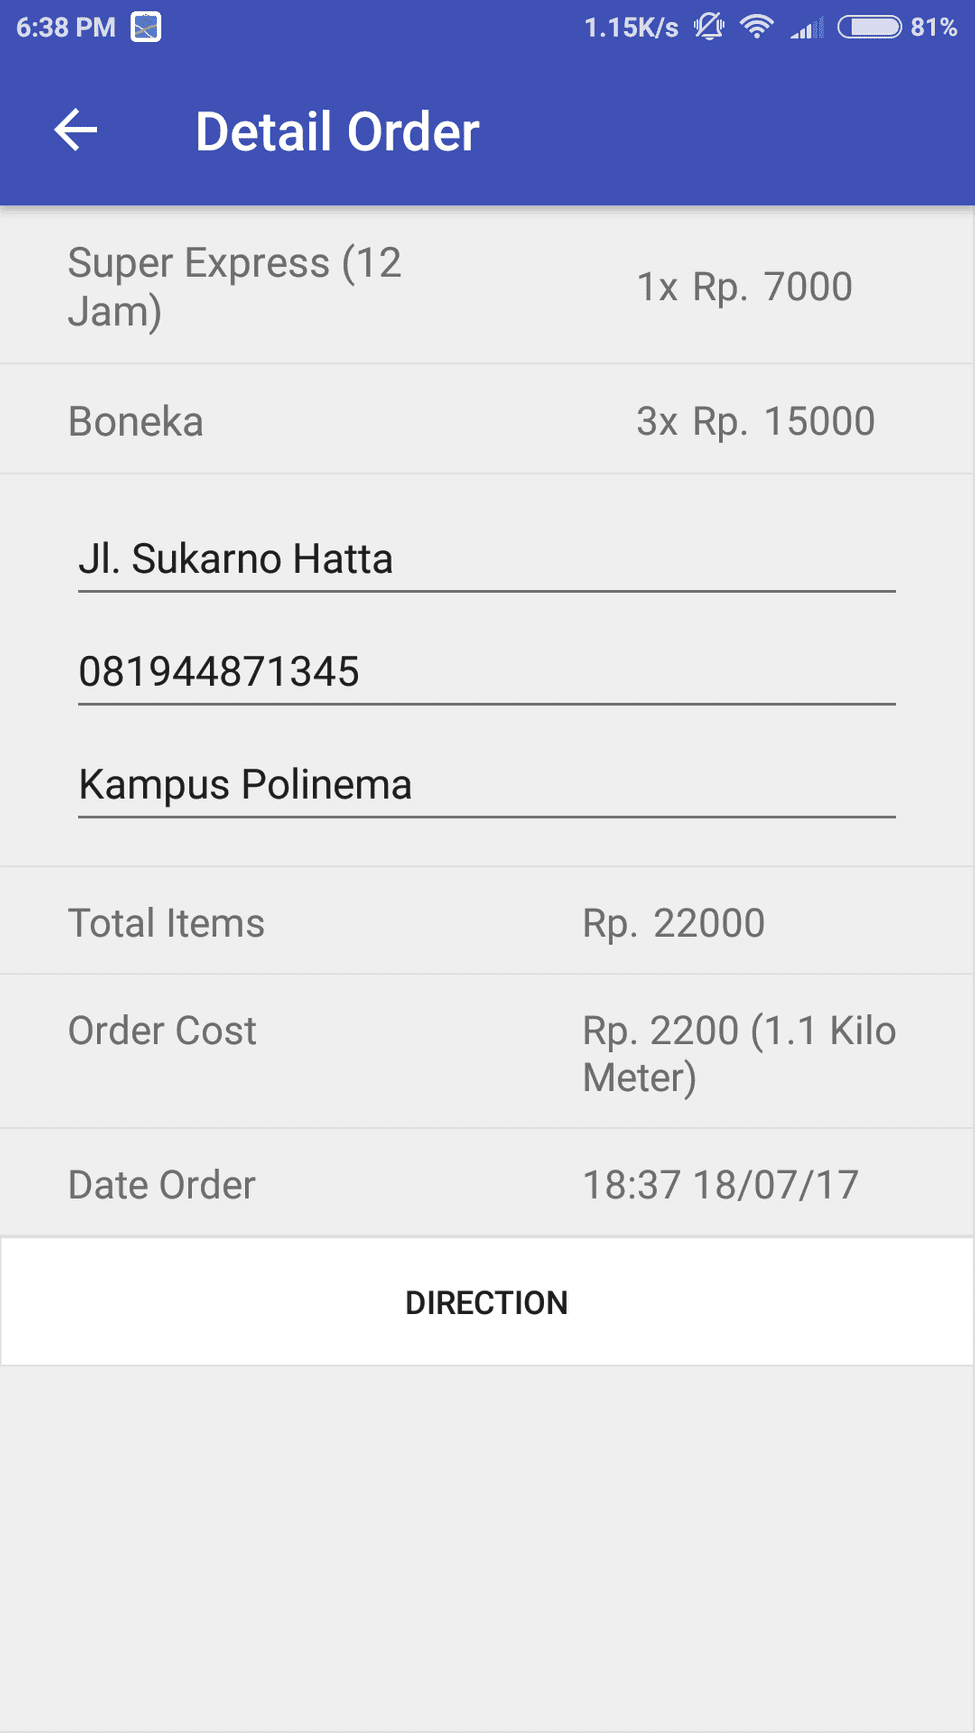 6:38 PM 1.15K/s 81%
Detail Order
Super Express (12
Jam)
1x Rp. 7000
Boneka 3x Rp. 15000
Jl. Sukarno Hatta
081944871345
Kampus Polinema
Total Items Rp. 22000
Order Cost Rp. 2200 (1.1 Kilo
Meter)
Date Order 18:37 18/07/17
DIRECTION